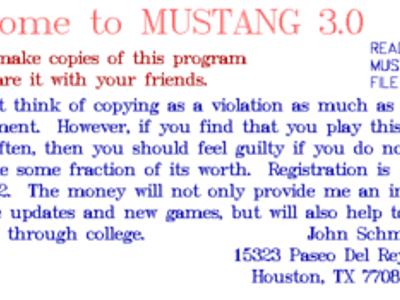 ome to MUSTANG 3.0
make copies of this program
are it with your friends.
READ
MUS
FILE
t think of copying as a violation as much as
nent. However, if you find that you play this
ften, then you should feel guilty if you do no
e some fraction of its worth. Registration is
2. The money will not only provide me an in
e updates and new games, but will also help to
through college.
John Schm
15323 Paseo Del Rey
Houston, TX 7708